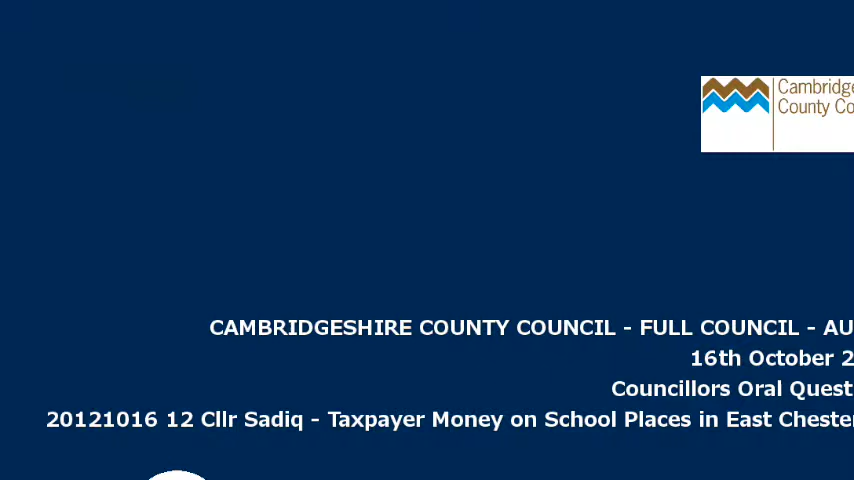 Cambridge
County Co
CAMBRIDGESHIRE COUNTY COUNCIL - FULL COUNCIL - AU
16th October 2
Councillors Oral Quest
20121016 12 Cllr Sadiq - Taxpayer Money on School Places in East Chester